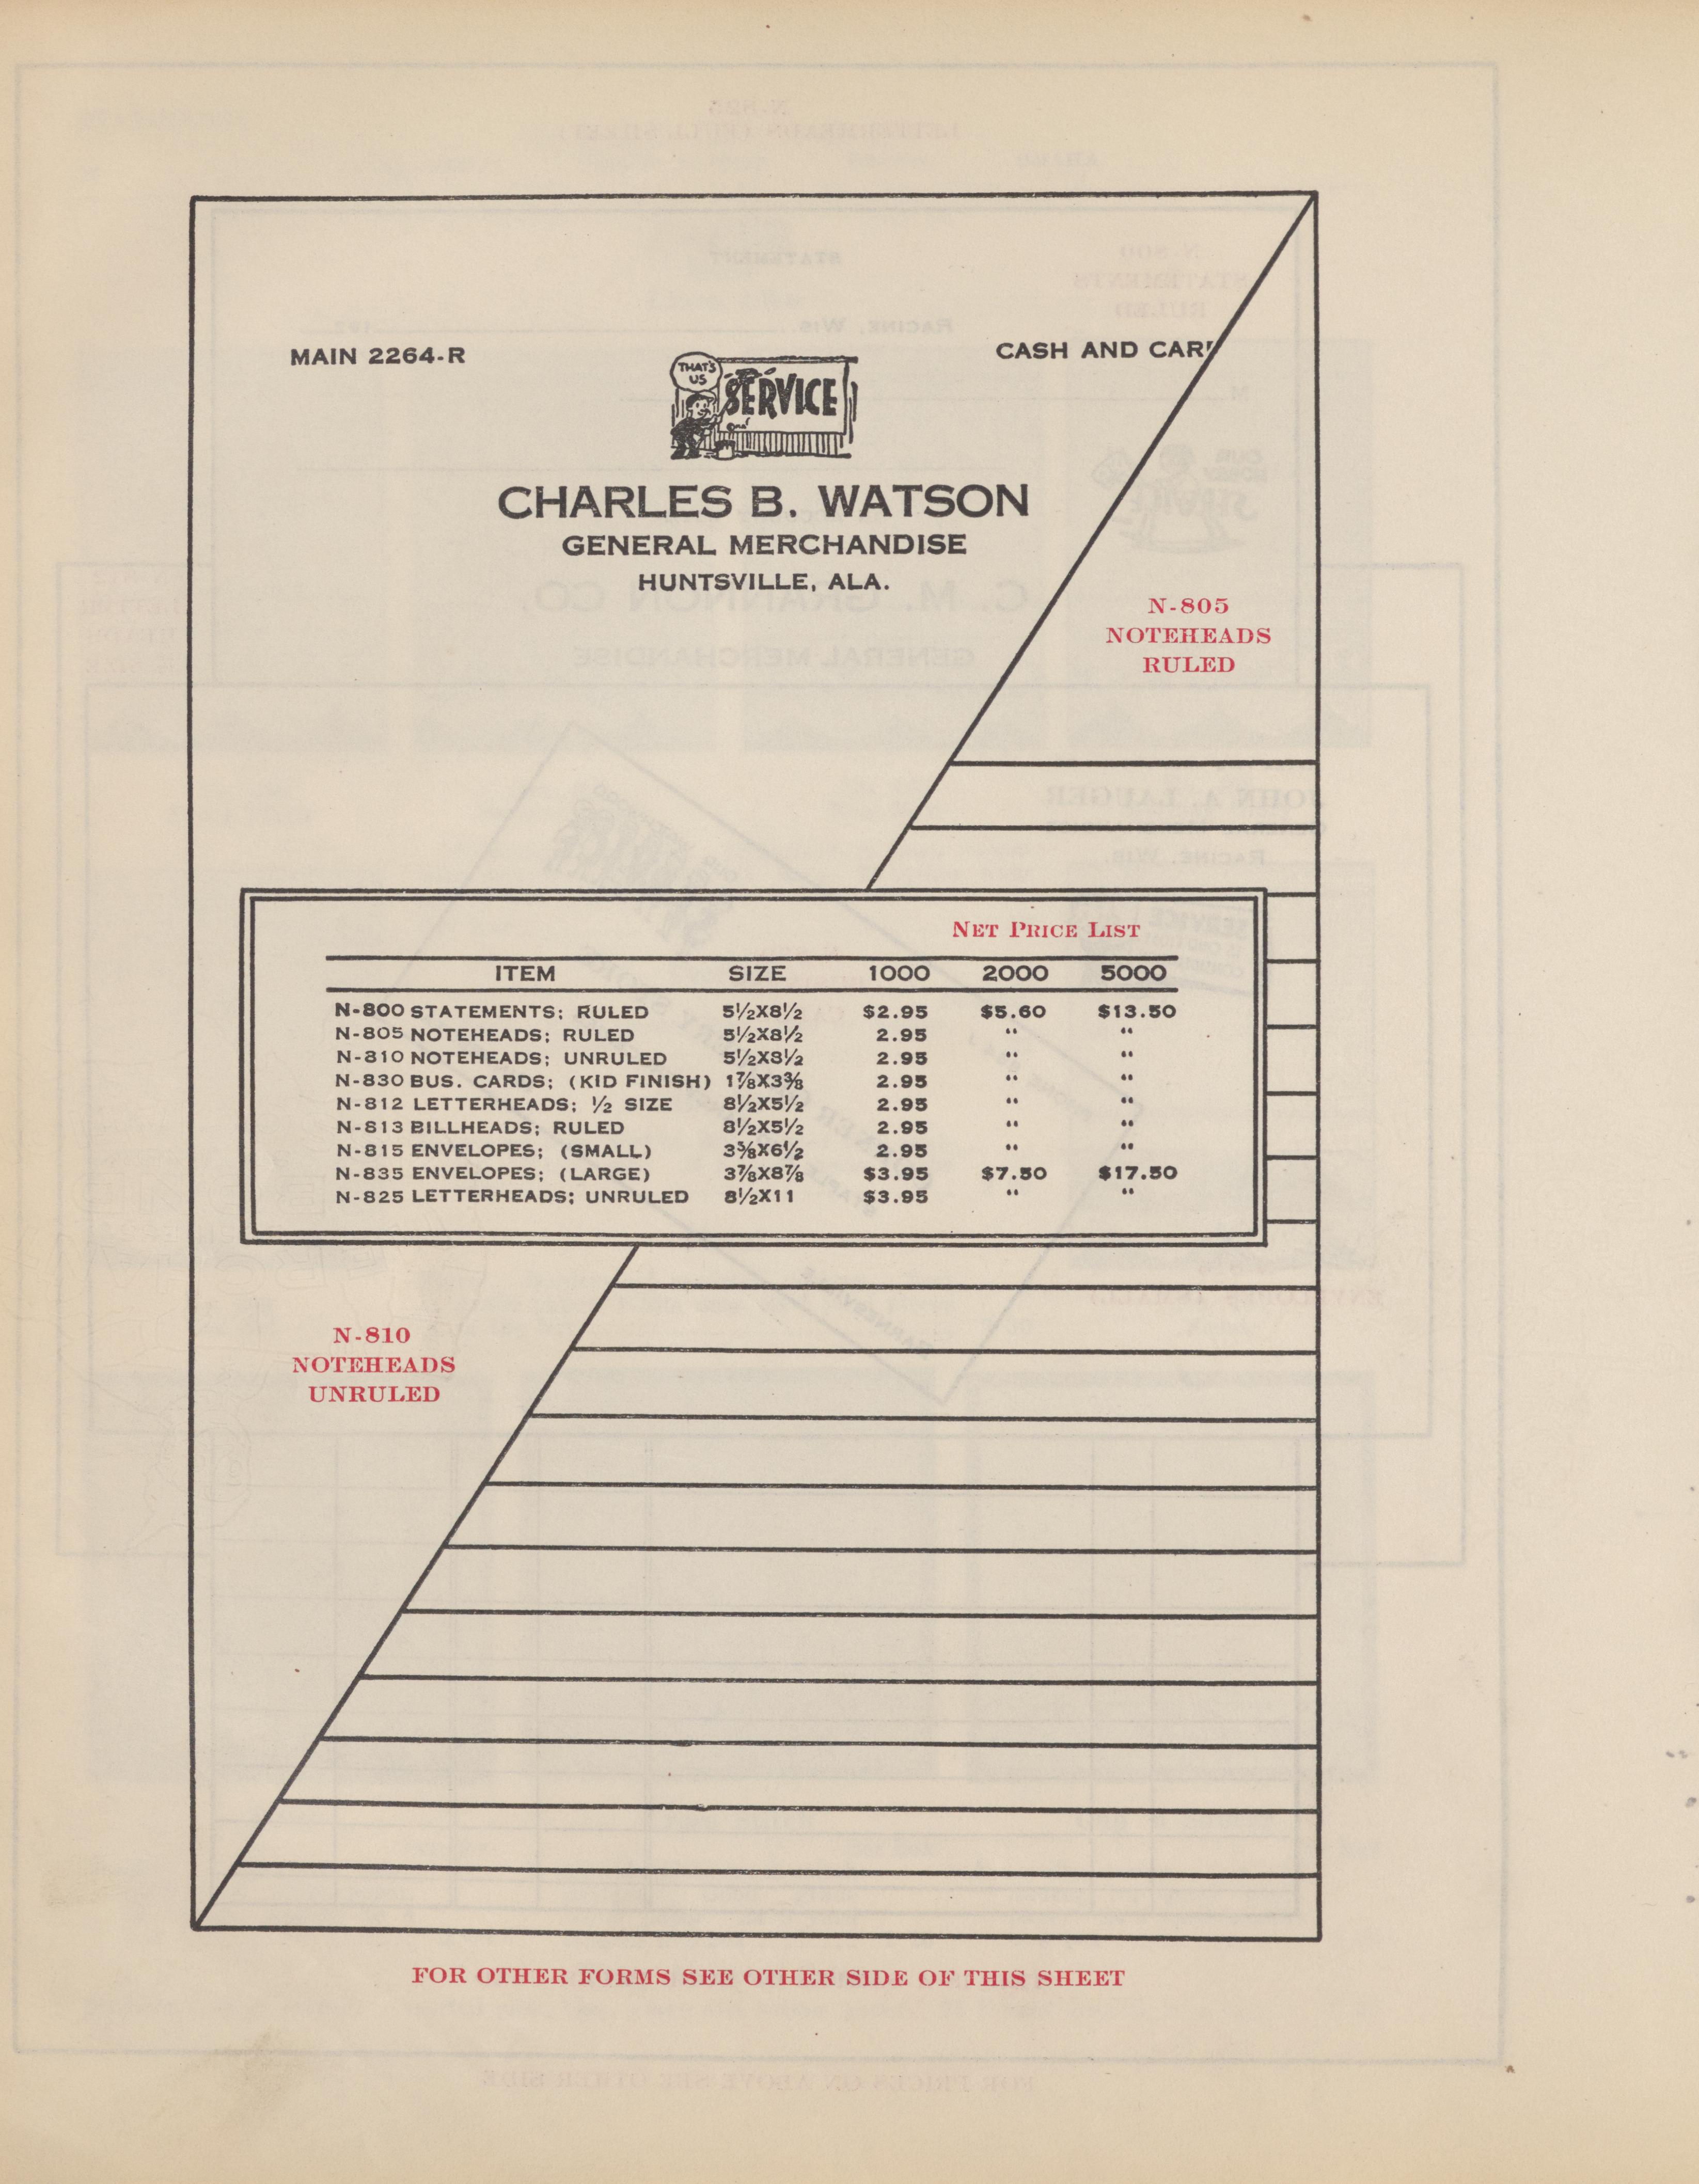 MAIN 2264-R
CASH AND CAR
THAT'S
US
SERVICE
CHARLES B. WATSON
GENERAL MERCHANDISE
HUNTSVILLE, ALA.
N-805
NOTEHEADS
RULED
NET PRICE LIST
ITEM SIZE 1000 2000 5000
N-800 STATEMENTS; RULED 5½X8½ $2.95 $5.60 $13.50
N-805 NOTEHEADS; RULED 5½X8½ 2.95 " "
N-810 NOTEHEADS; UNRULED 5½X8½ 2.95 " "
N-830 BUS. CARDS; (KID FINISH) 1⅞X3⅜ 2.95 " "
N-812 LETTERHEADS; ½ SIZE 8½X5½ 2.95 " "
N-813 BILLHEADS; RULED 8½X5½ 2.95 " "
N-815 ENVELOPES; (SMALL) 3⅝X6½ 2.95 " "
N-835 ENVELOPES; (LARGE) 3⅞X8⅞ $3.95 $7.50 $17.50
N-825 LETTERHEADS; UNRULED 8½X11 $3.95 " "
N-810
NOTEHEADS
UNRULED
FOR OTHER FORMS SEE OTHER SIDE OF THIS SHEET